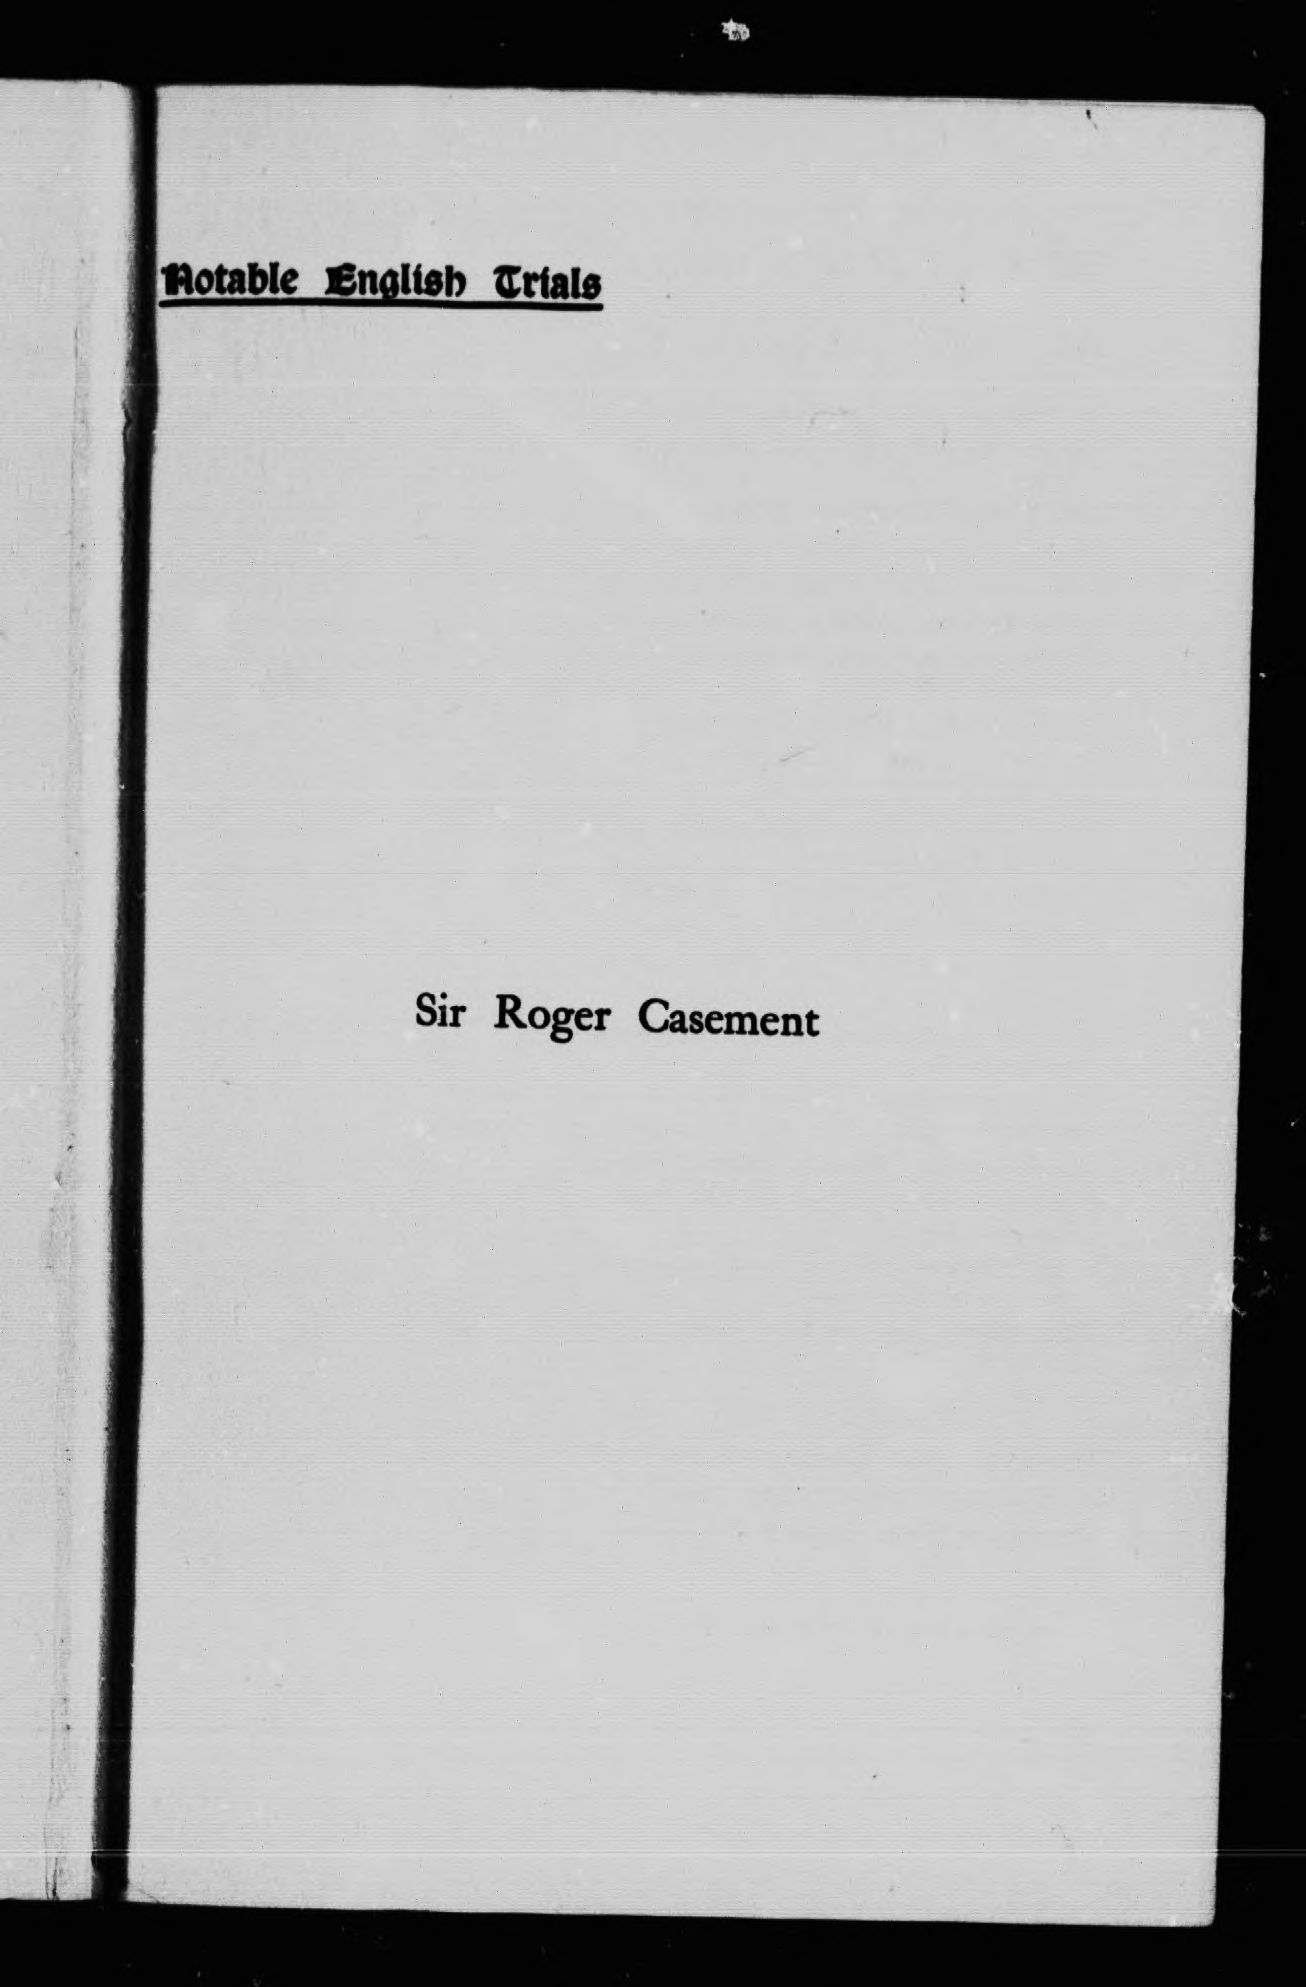 Notable English Trials
Sir Roger Casement